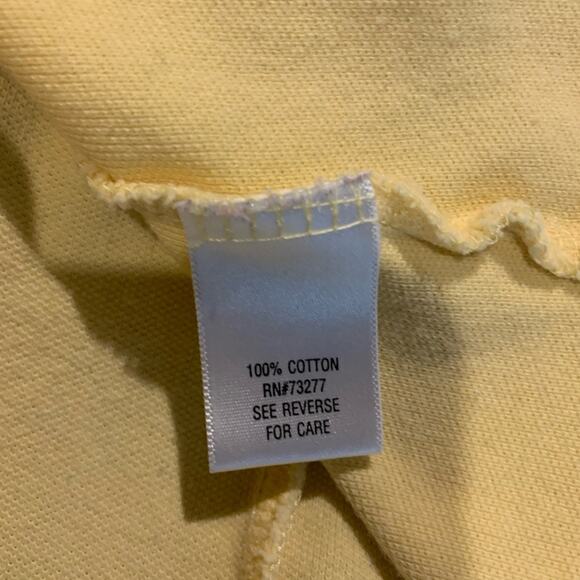 100% COTTON
RN#73277
SEE REVERSE
FOR CARE